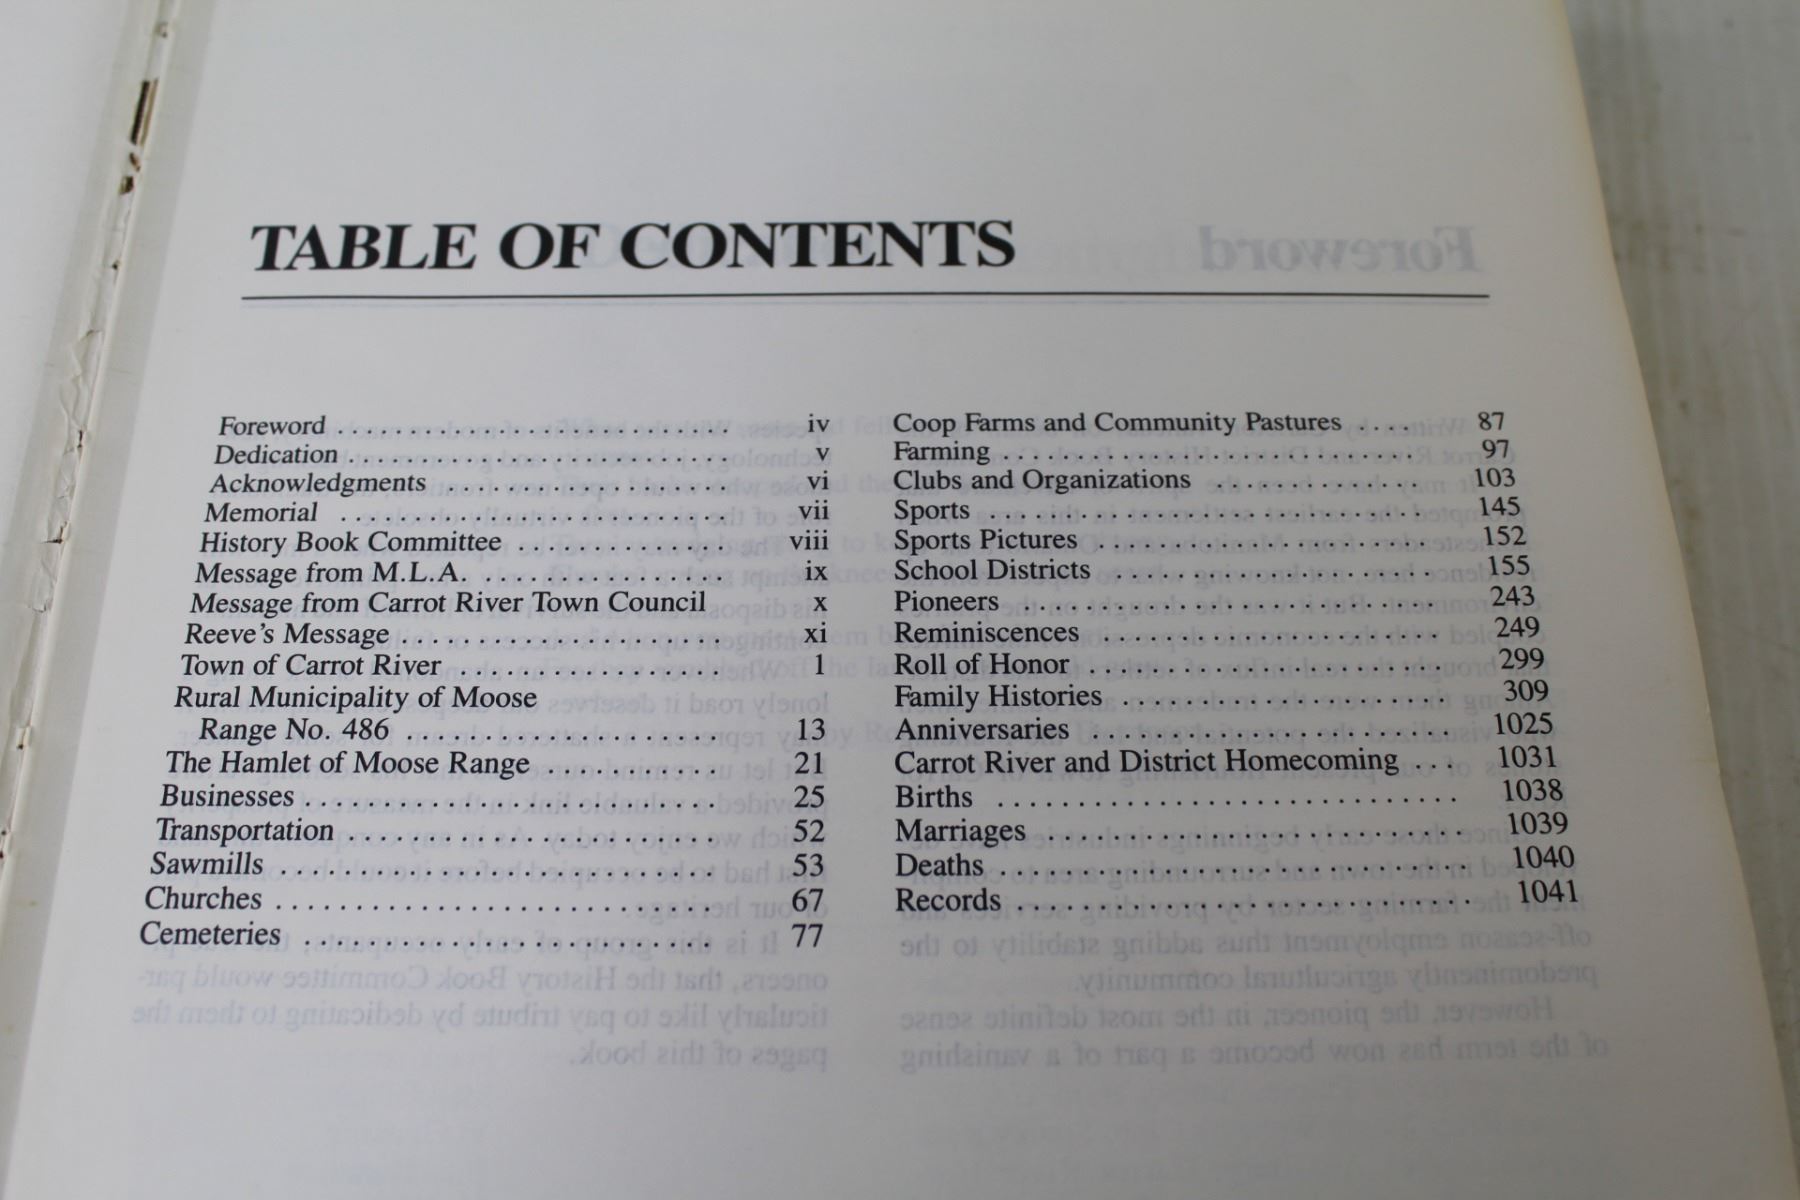 TABLE OF CONTENTS
Foreword
Foreword . . . . . . . . . . . . . . . . . . . . . . . . iv
Dedication . . . . . . . . . . . . . . . . . . . . . . . v
Acknowledgments . . . . . . . . . . . . . . . . . vi
Memorial . . . . . . . . . . . . . . . . . . . . . . . vii
History Book Committee . . . . . . . . . . . . viii
Message from M.L.A. . . . . . . . . . . . . . . . ix
Message from Carrot River Town Council x
Reeve's Message . . . . . . . . . . . . . . . . . . xi
Town of Carrot River . . . . . . . . . . . . . . . 1
Rural Municipality of Moose
Range No. 486 . . . . . . . . . . . . . . . . . . 13
The Hamlet of Moose Range . . . . . . . . . . 21
Businesses . . . . . . . . . . . . . . . . . . . . . . 25
Transportation . . . . . . . . . . . . . . . . . . . . 52
Sawmills . . . . . . . . . . . . . . . . . . . . . . . . 53
Churches . . . . . . . . . . . . . . . . . . . . . . . 67
Cemeteries . . . . . . . . . . . . . . . . . . . . . . 77
Coop Farms and Community Pastures . . . . 87
Farming . . . . . . . . . . . . . . . . . . . . . . . . 97
Clubs and Organizations . . . . . . . . . . . . 103
Sports . . . . . . . . . . . . . . . . . . . . . . . . . 145
Sports Pictures . . . . . . . . . . . . . . . . . . . 152
School Districts . . . . . . . . . . . . . . . . . . . 155
Pioneers . . . . . . . . . . . . . . . . . . . . . . . . 243
Reminiscences . . . . . . . . . . . . . . . . . . . . 249
Roll of Honor . . . . . . . . . . . . . . . . . . . . 299
Family Histories . . . . . . . . . . . . . . . . . . 309
Anniversaries . . . . . . . . . . . . . . . . . . . . 1025
Carrot River and District Homecoming . . . 1031
Births . . . . . . . . . . . . . . . . . . . . . . . . . . 1038
Marriages . . . . . . . . . . . . . . . . . . . . . . . 1039
Deaths . . . . . . . . . . . . . . . . . . . . . . . . . 1040
Records . . . . . . . . . . . . . . . . . . . . . . . . 1041